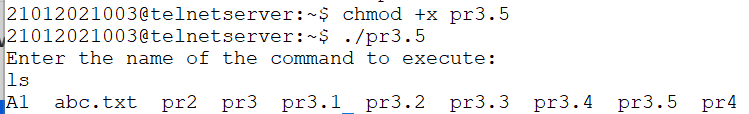 21012021003@telnetserver:~$ chmod +x pr3.5
21012021003@telnetserver:~$ ./pr3.5
Enter the name of the command to execute:
ls
A1  abc.txt  pr2  pr3  pr3.1_ pr3.2  pr3.3  pr3.4  pr3.5  pr4